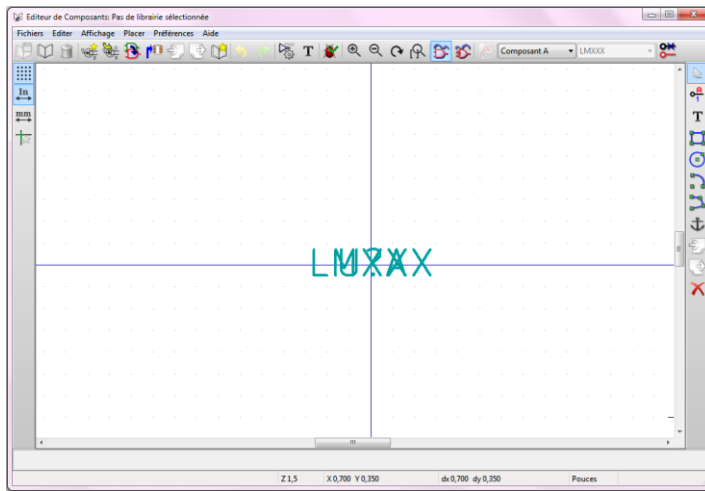 Editeur de Composants: Pas de librairie sélectionnée
Fichiers Editer Affichage Placer Préférences Aide
T Composant A LMXXX
In
mm
T
Z 1,5 X 0,700 Y 0,350 dx 0,700 dy 0,350 Pouces